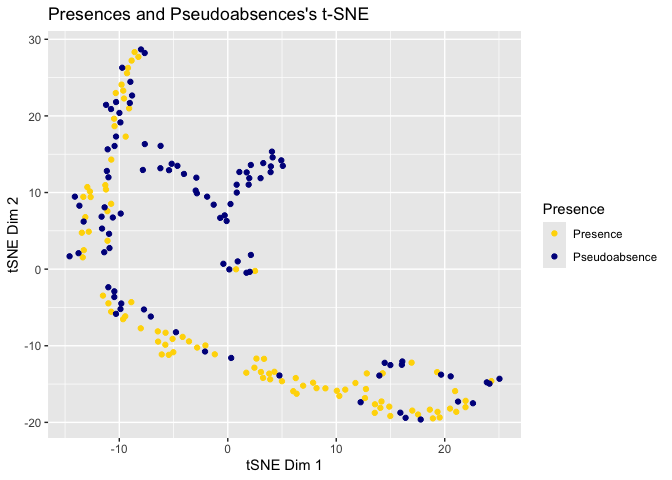 Presences and Pseudoabsences's t-SNE
30
20
10
0
-10
-20
tSNE Dim 2
-10
0
10
20
tSNE Dim 1
Presence
Presence
Pseudoabsence